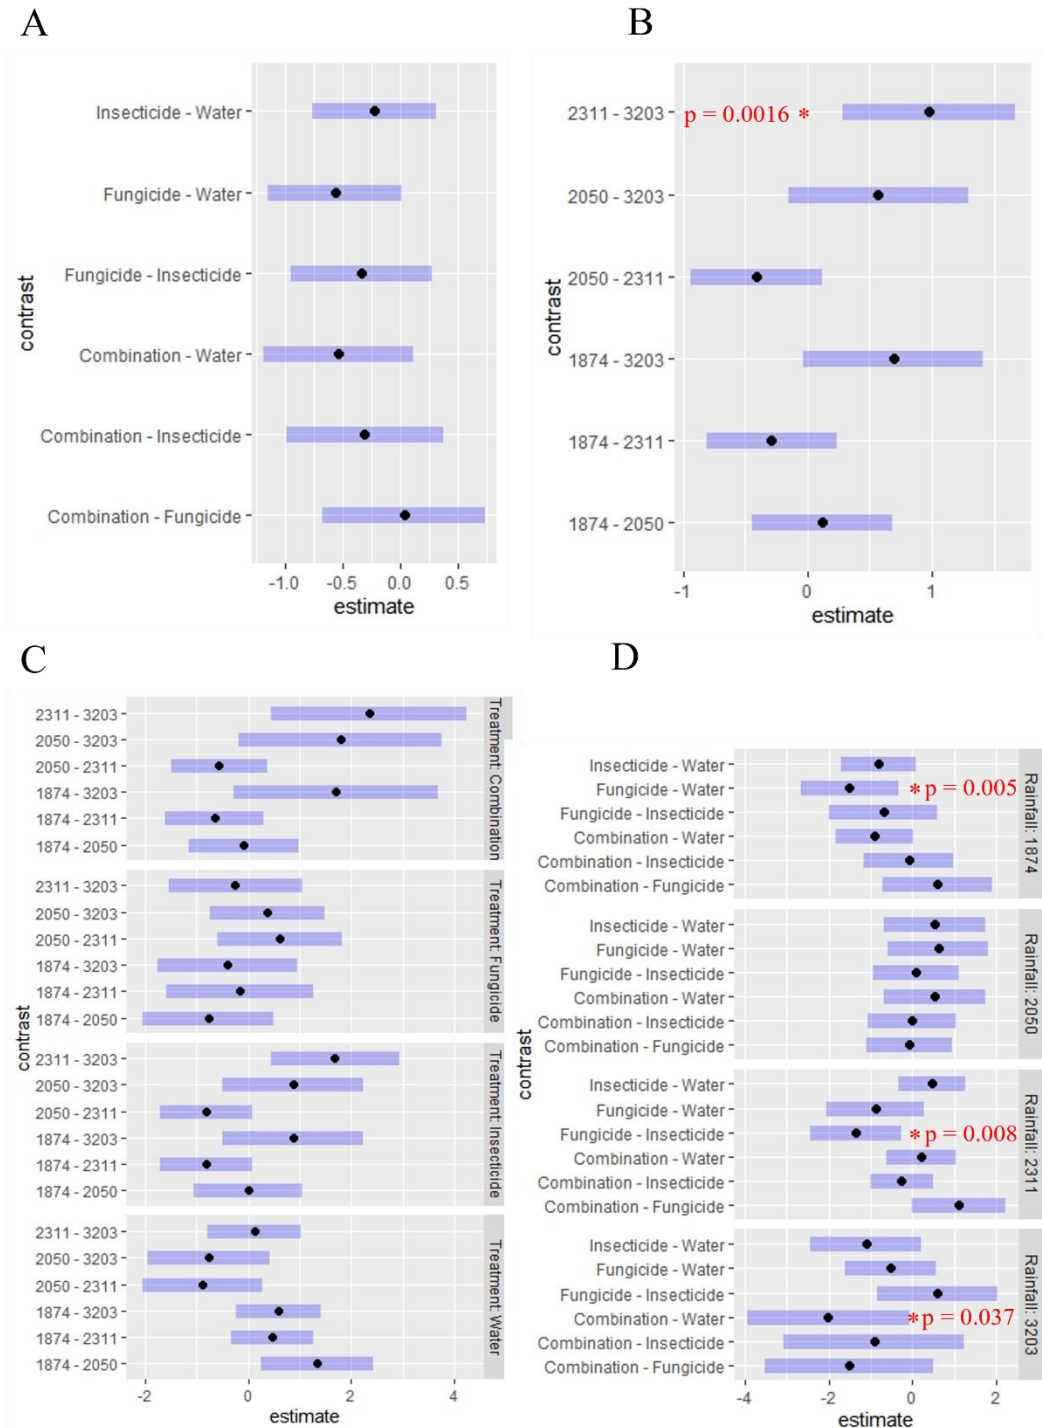 A
contrast
Insecticide - Water
Fungicide - Water
Fungicide - Insecticide
Combination - Water
Combination - Insecticide
Combination - Fungicide
-1.0 -0.5 0.0 0.5
estimate
B
contrast
2311 - 3203 p = 0.0016 *
2050 - 3203
2050 - 2311
1874 - 3203
1874 - 2311
1874 - 2050
-1 0 1
estimate
C
contrast
2311 - 3203
2050 - 3203
2050 - 2311
1874 - 3203
1874 - 2311
1874 - 2050
Treatment: Combination
2311 - 3203
2050 - 3203
2050 - 2311
1874 - 3203
1874 - 2311
1874 - 2050
Treatment: Fungicide
2311 - 3203
2050 - 3203
2050 - 2311
1874 - 3203
1874 - 2311
1874 - 2050
Treatment: Insecticide
2311 - 3203
2050 - 3203
2050 - 2311
1874 - 3203
1874 - 2311
1874 - 2050
Treatment: Water
-2 0 2 4
estimate
D
contrast
Insecticide - Water
Fungicide - Water * p = 0.005
Fungicide - Insecticide
Combination - Water
Combination - Insecticide
Combination - Fungicide
Rainfall: 1874
Insecticide - Water
Fungicide - Water
Fungicide - Insecticide
Combination - Water
Combination - Insecticide
Combination - Fungicide
Rainfall: 2050
Insecticide - Water
Fungicide - Water
Fungicide - Insecticide * p = 0.008
Combination - Water
Combination - Insecticide
Combination - Fungicide
Rainfall: 2311
Insecticide - Water
Fungicide - Water
Fungicide - Insecticide
Combination - Water * p = 0.037
Combination - Insecticide
Combination - Fungicide
Rainfall: 3203
-4 -2 0 2
estimate